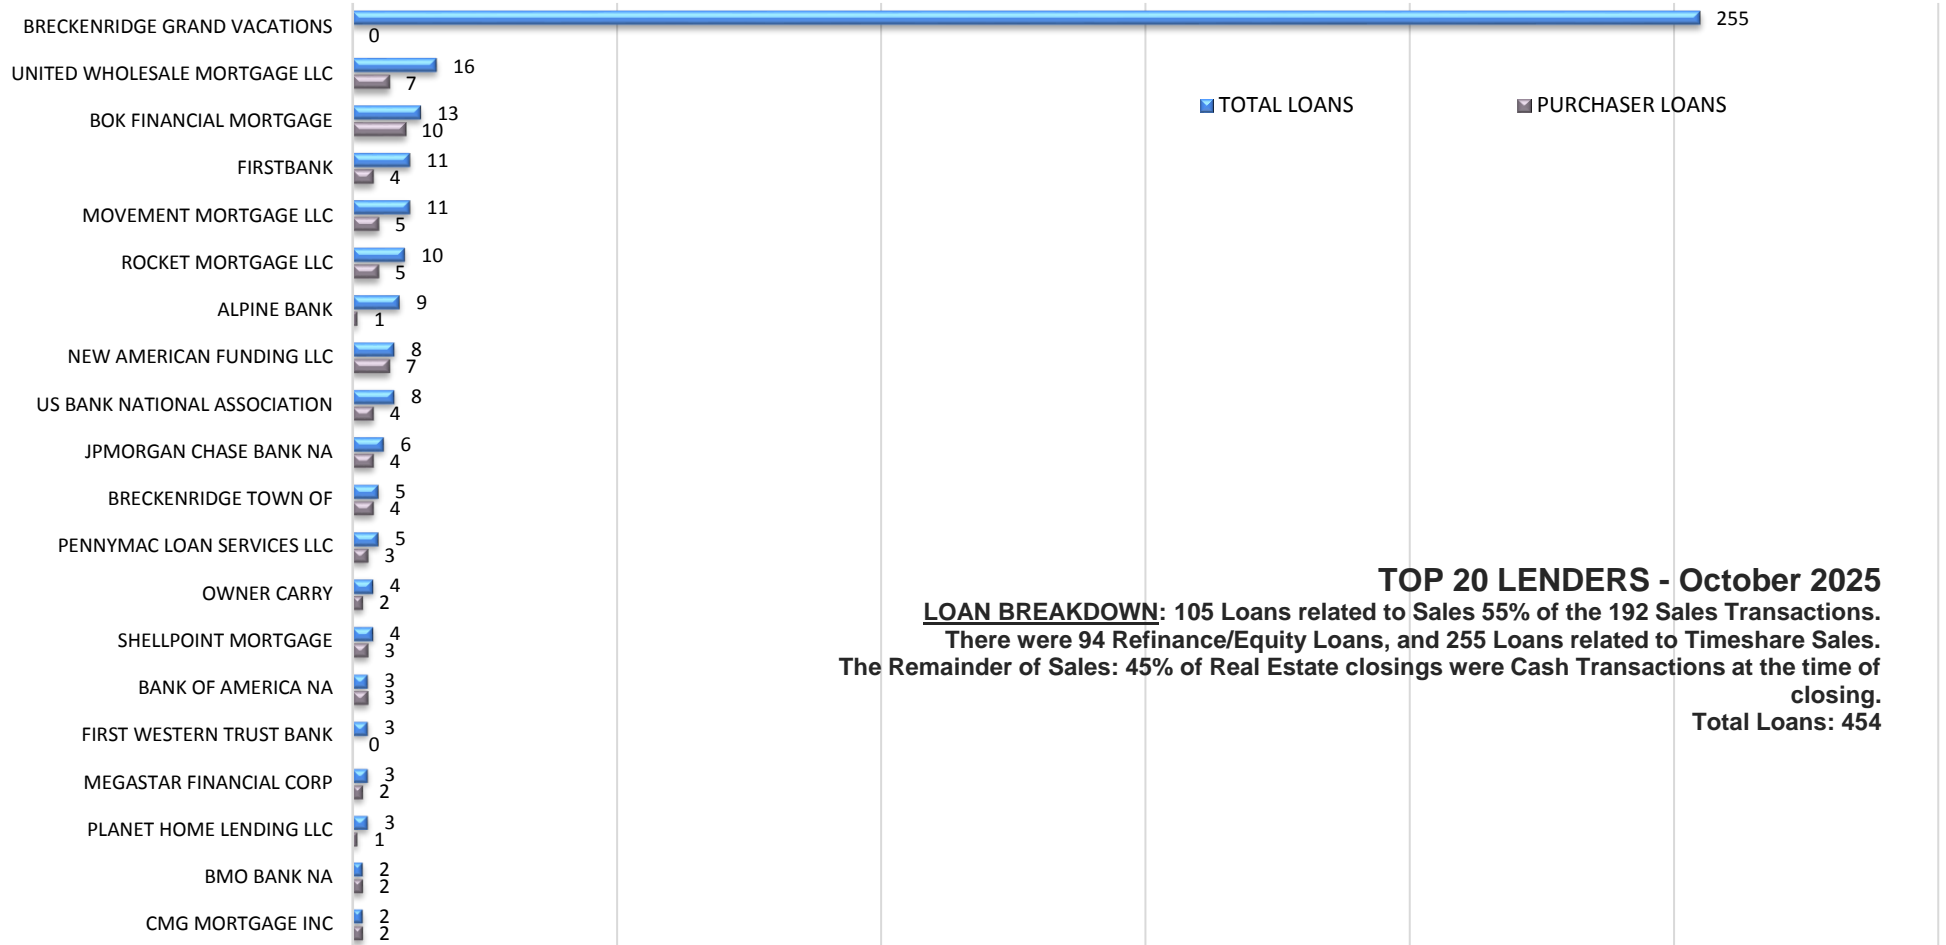 BRECKENRIDGE GRAND VACATIONS
255
0
UNITED WHOLESALE MORTGAGE LLC
16
7
TOTAL LOANS
PURCHASER LOANS
BOK FINANCIAL MORTGAGE
13
10
FIRSTBANK
11
4
MOVEMENT MORTGAGE LLC
11
5
ROCKET MORTGAGE LLC
10
5
ALPINE BANK
9
1
NEW AMERICAN FUNDING LLC
8
7
US BANK NATIONAL ASSOCIATION
8
4
JPMORGAN CHASE BANK NA
6
4
BRECKENRIDGE TOWN OF
5
4
PENNYMAC LOAN SERVICES LLC
5
3
OWNER CARRY
4
2
SHELLPOINT MORTGAGE
4
3
BANK OF AMERICA NA
3
3
FIRST WESTERN TRUST BANK
3
0
MEGASTAR FINANCIAL CORP
3
2
PLANET HOME LENDING LLC
3
1
BMO BANK NA
2
2
CMG MORTGAGE INC
2
2
TOP 20 LENDERS - October 2025
LOAN BREAKDOWN: 105 Loans related to Sales 55% of the 192 Sales Transactions.
There were 94 Refinance/Equity Loans, and 255 Loans related to Timeshare Sales.
The Remainder of Sales: 45% of Real Estate closings were Cash Transactions at the time of
closing.
Total Loans: 454